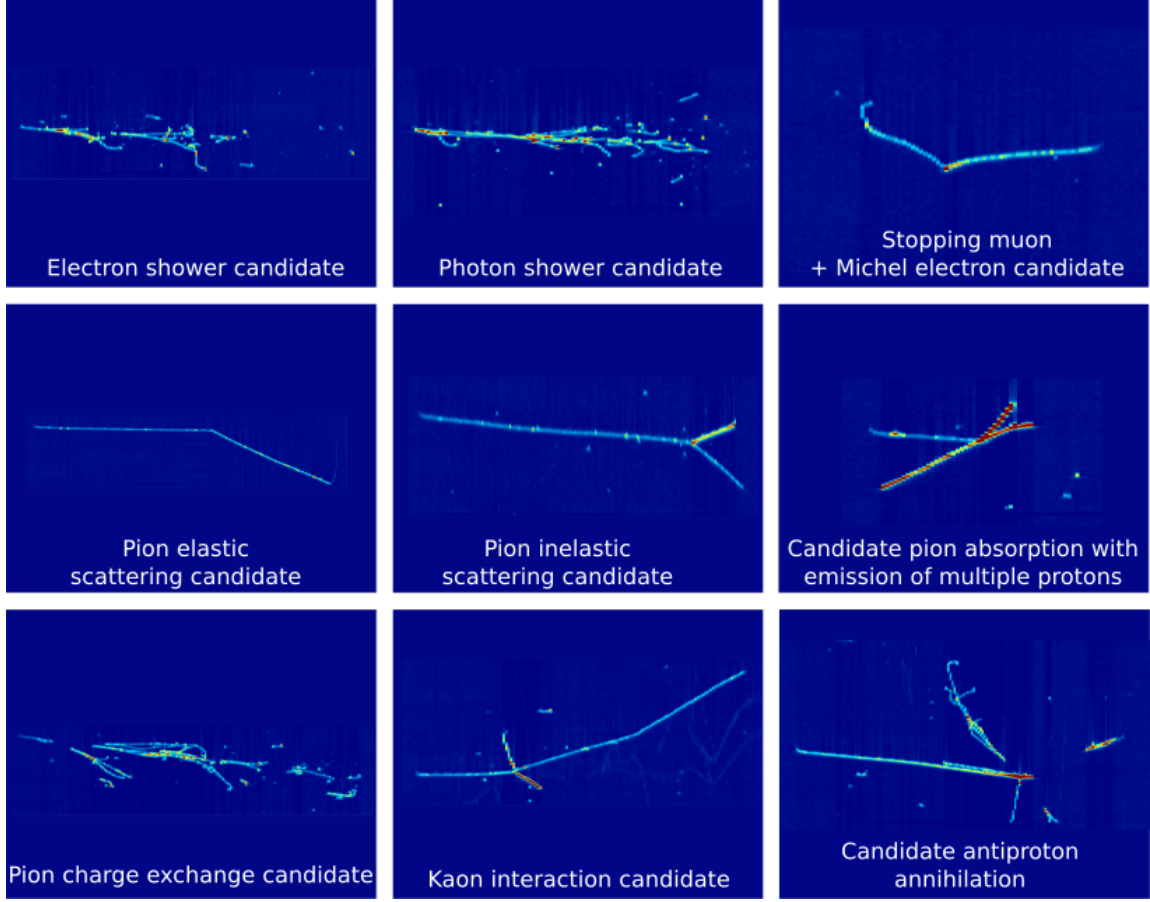 Electron shower candidate
Photon shower candidate
Stopping muon
+ Michel electron candidate
Pion elastic
scattering candidate
Pion inelastic
scattering candidate
Candidate pion absorption with
emission of multiple protons
Pion charge exchange candidate
Kaon interaction candidate
Candidate antiproton
annihilation